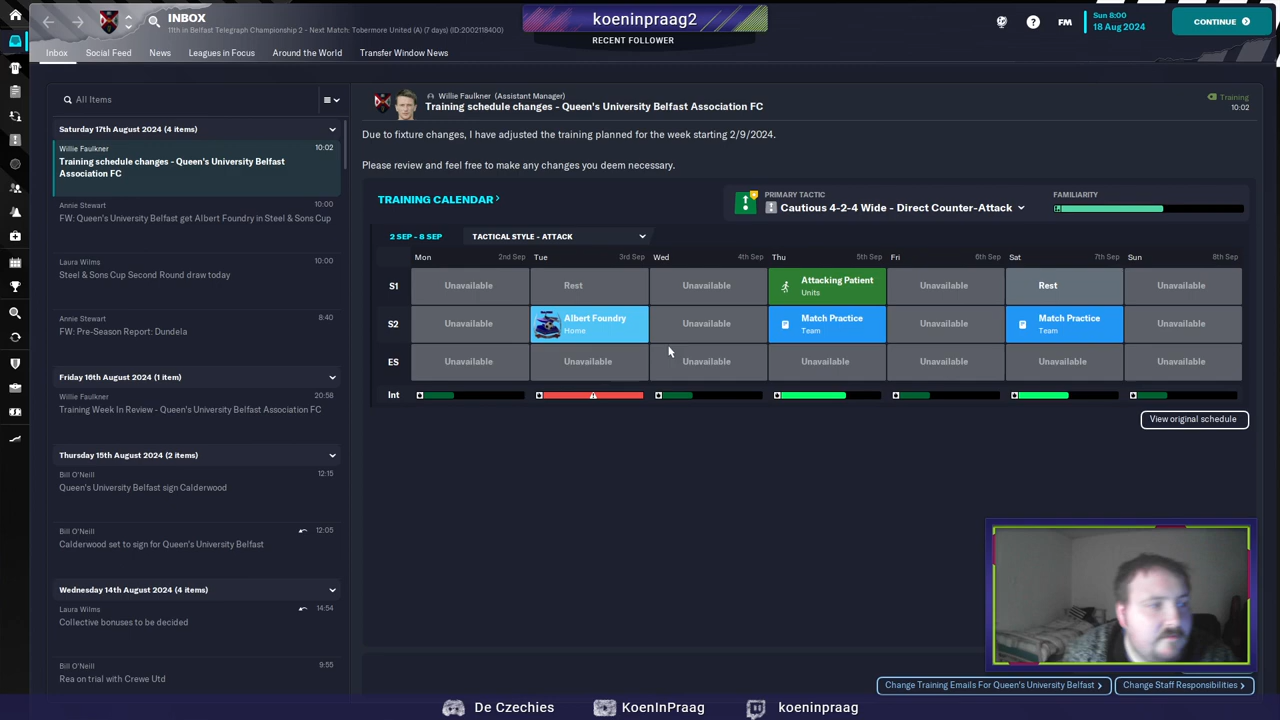 INBOX
11th in Belfast Telegraph Championship 2 - Next Match: Tobermore United (A) (7 days) (ID:2002118400)
koeninpraag2
RECENT FOLLOWER
FM
Sun 8:00
18 Aug 2024
CONTINUE
Inbox
Social Feed
News
Leagues in Focus
Around the World
Transfer Window News
All Items
Saturday 17th August 2024 (4 items)
Willie Faulkner
10:02
Training schedule changes - Queen's University Belfast
Association FC
Annie Stewart
10:00
FW: Queen's University Belfast get Albert Foundry in Steel & Sons Cup
Laura Wilms
10:00
Steel & Sons Cup Second Round draw today
Annie Stewart
8:40
FW: Pre-Season Report: Dundela
Friday 16th August 2024 (1 item)
Willie Faulkner
20:58
Training Week In Review - Queen's University Belfast Association FC
Thursday 15th August 2024 (2 items)
Bill O'Neill
12:15
Queen's University Belfast sign Calderwood
Bill O'Neill
12:05
Calderwood set to sign for Queen's University Belfast
Wednesday 14th August 2024 (4 items)
Laura Wilms
14:54
Collective bonuses to be decided
Bill O'Neill
9:55
Rea on trial with Crewe Utd
Willie Faulkner (Assistant Manager)
Training schedule changes - Queen's University Belfast Association FC
Training
10:02
Due to fixture changes, I have adjusted the training planned for the week starting 2/9/2024.
Please review and feel free to make any changes you deem necessary.
TRAINING CALENDAR
PRIMARY TACTIC
Cautious 4-2-4 Wide - Direct Counter-Attack
FAMILIARITY
2 SEP - 8 SEP
TACTICAL STYLE - ATTACK
Mon 2nd Sep Tue 3rd Sep Wed 4th Sep Thu 5th Sep Fri 6th Sep Sat 7th Sep Sun 8th Sep
S1 Unavailable Rest Unavailable Attacking Patient Unavailable Rest Unavailable
Units
S2 Unavailable Albert Foundry Unavailable Match Practice Unavailable Match Practice Unavailable
Home Team Team
ES Unavailable Unavailable Unavailable Unavailable Unavailable Unavailable Unavailable
Int
View original schedule
Change Training Emails For Queen's University Belfast
Change Staff Responsibilities
De Czechies
KoenInPraag
koeninpraag